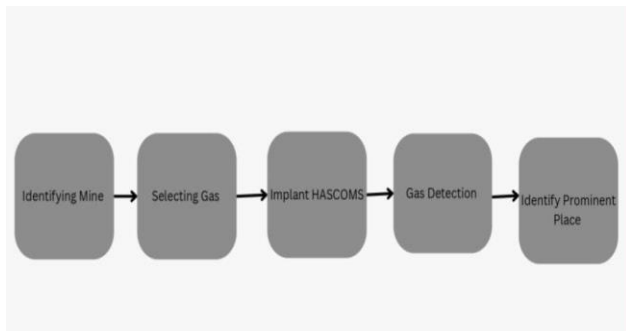 Identifying Mine
Selecting Gas
Implant HASCOMS
Gas Detection
Identify Prominent
Place